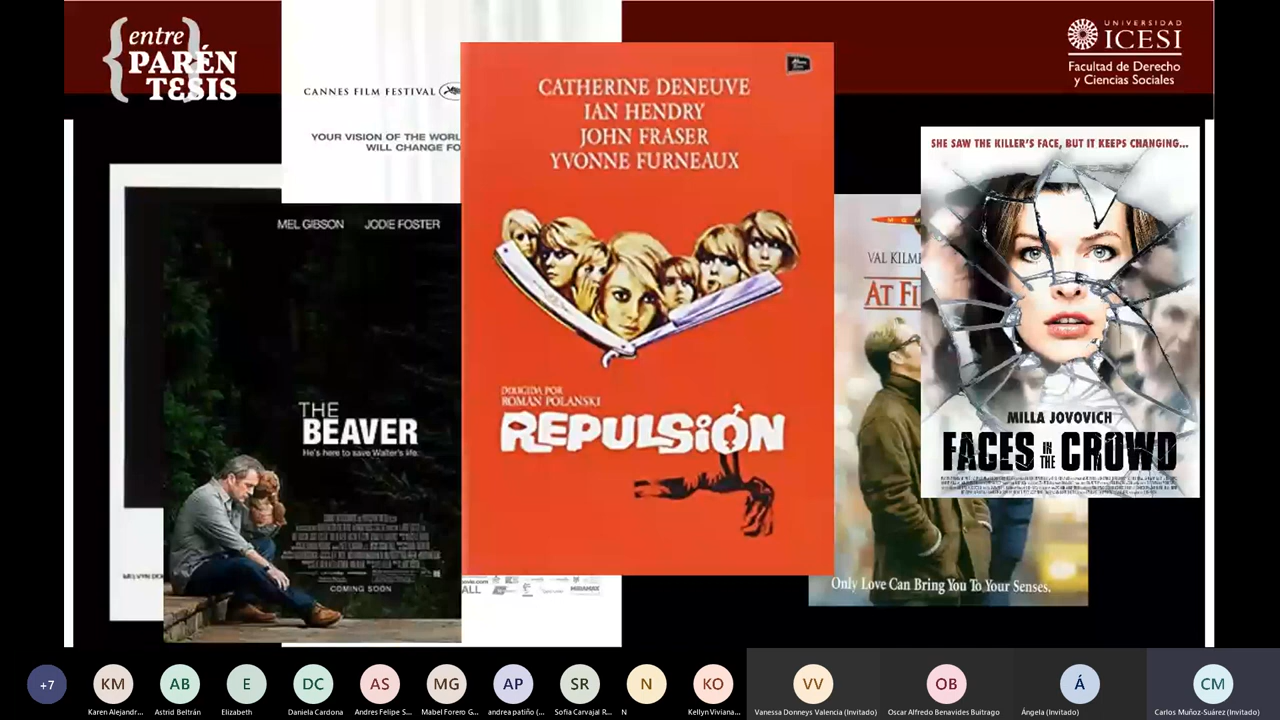 entre
PARÉN
TESIS
UNIVERSIDAD
ICESI
Facultad de Derecho
y Ciencias Sociales
CANNES FILM FESTIVAL
YOUR VISION OF THE WORL
WILL CHANGE FO
MEL GIBSON JODIE FOSTER
THE
BEAVER
He's here to save Walter's life.
COMING SOON
CATHERINE DENEUVE
IAN HENDRY
JOHN FRASER
YVONNE FURNEAUX
DIRIGIDA POR
ROMAN POLANSKI
REPULSIÓN
VAL KILME
AT FI
Only Love Can Bring You To Your Senses.
SHE SAW THE KILLER'S FACE, BUT IT KEEPS CHANGING...
MILLA JOVOVICH
FACES IN THE CROWD
+7
KM
AB
E
DC
AS
MG
AP
SR
N
KO
VV
OB
Á
CM
Karen Alejandr...
Astrid Beltrán
Elizabeth
Daniela Cardona
Andres Felipe S...
Mabel Forero G...
andrea patiño (...
Sofia Carvajal R...
N
Kellyn Viviana...
Vanessa Donneys Valencia (Invitado)
Oscar Alfredo Benavides Buitrago
Ángela (Invitado)
Carlos Muñoz-Suárez (Invitado)